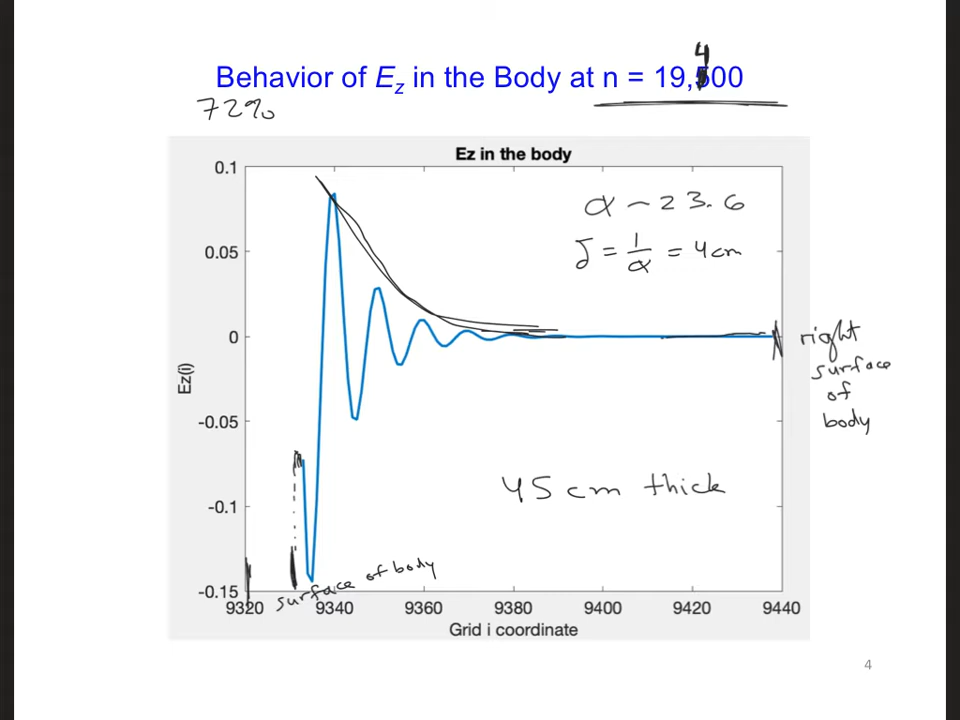 4
Behavior of Ez in the Body at n = 19,500
72%
Ez in the body
0.1
0.05
0
-0.05
-0.1
-0.15
Ez(i)
α ~ 23.6
δ = 1/α = 4cm
right
surface
of
body
45 cm thick
surface of body
9320 9340 9360 9380 9400 9420 9440
Grid i coordinate
4